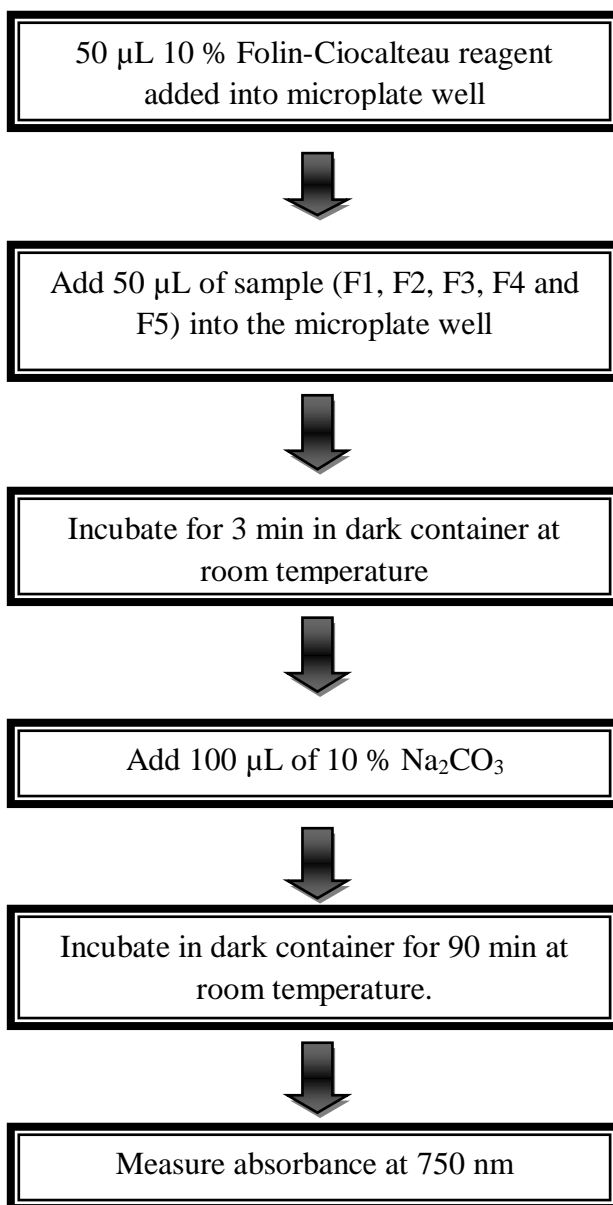 50 µL 10 % Folin-Ciocalteau reagent
added into microplate well
Add 50 µL of sample (F1, F2, F3, F4 and
F5) into the microplate well
Incubate for 3 min in dark container at
room temperature
Add 100 µL of 10 % Na₂CO₃
Incubate in dark container for 90 min at
room temperature.
Measure absorbance at 750 nm